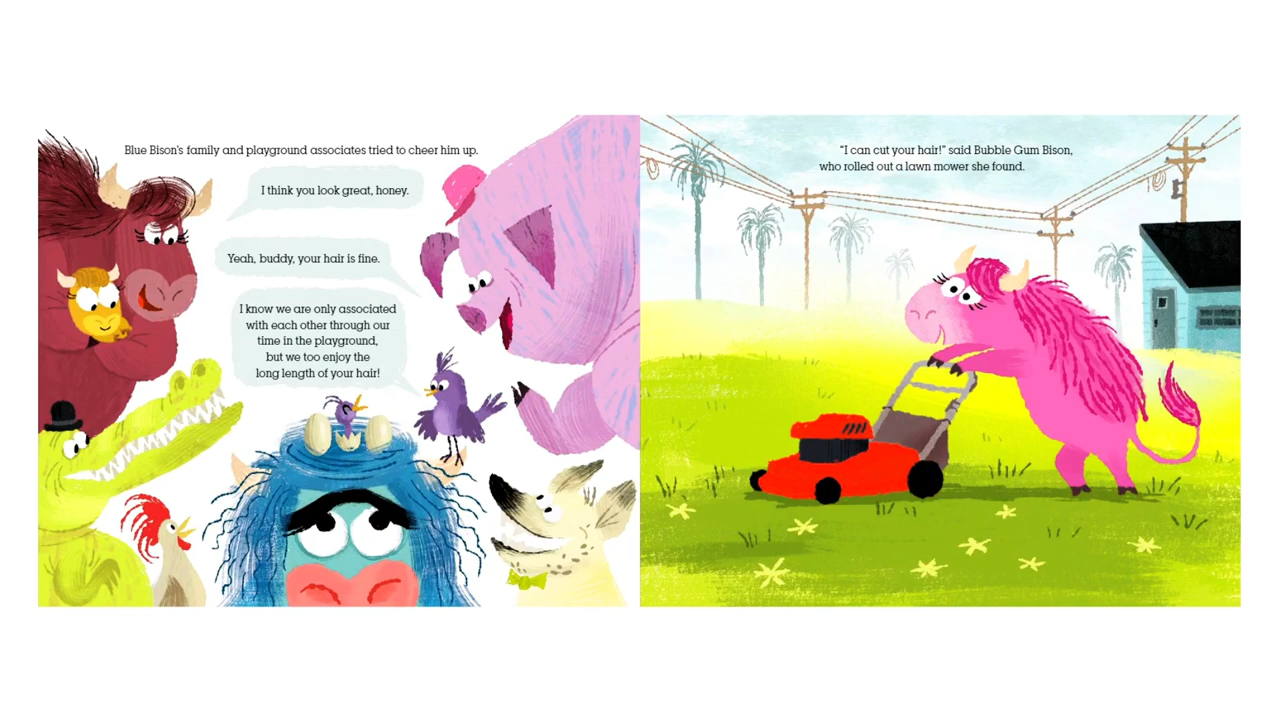 Blue Bison's family and playground associates tried to cheer him up.
I think you look great, honey.
Yeah, buddy, your hair is fine.
I know we are only associated
with each other through our
time in the playground,
but we too enjoy the
long length of your hair!
"I can cut your hair!" said Bubble Gum Bison,
who rolled out a lawn mower she found.